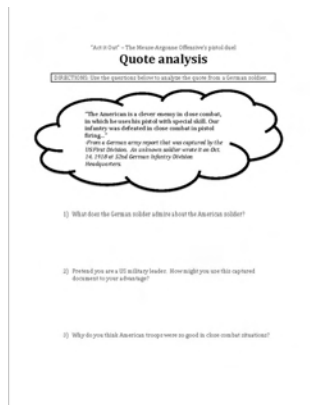 "Act it Out" – The Meuse-Argonne Offensive's pistol duel
Quote analysis
DIRECTIONS: Use the questions below to analyze the quote from a German soldier.
"The American is a clever enemy in close combat,
in which he uses his pistol with special skill. Our
infantry was defeated in close combat in pistol
firing..."
-From a German army report that was captured by the
US First Division. An unknown soldier wrote it on Oct.
14, 1918 at 52nd German Infantry Division
Headquarters.
1) What does the German soldier admire about the American soldier?
2) Pretend you are a US military leader. How might you use this captured
document to your advantage?
3) Why do you think American troops were so good in close combat situations?